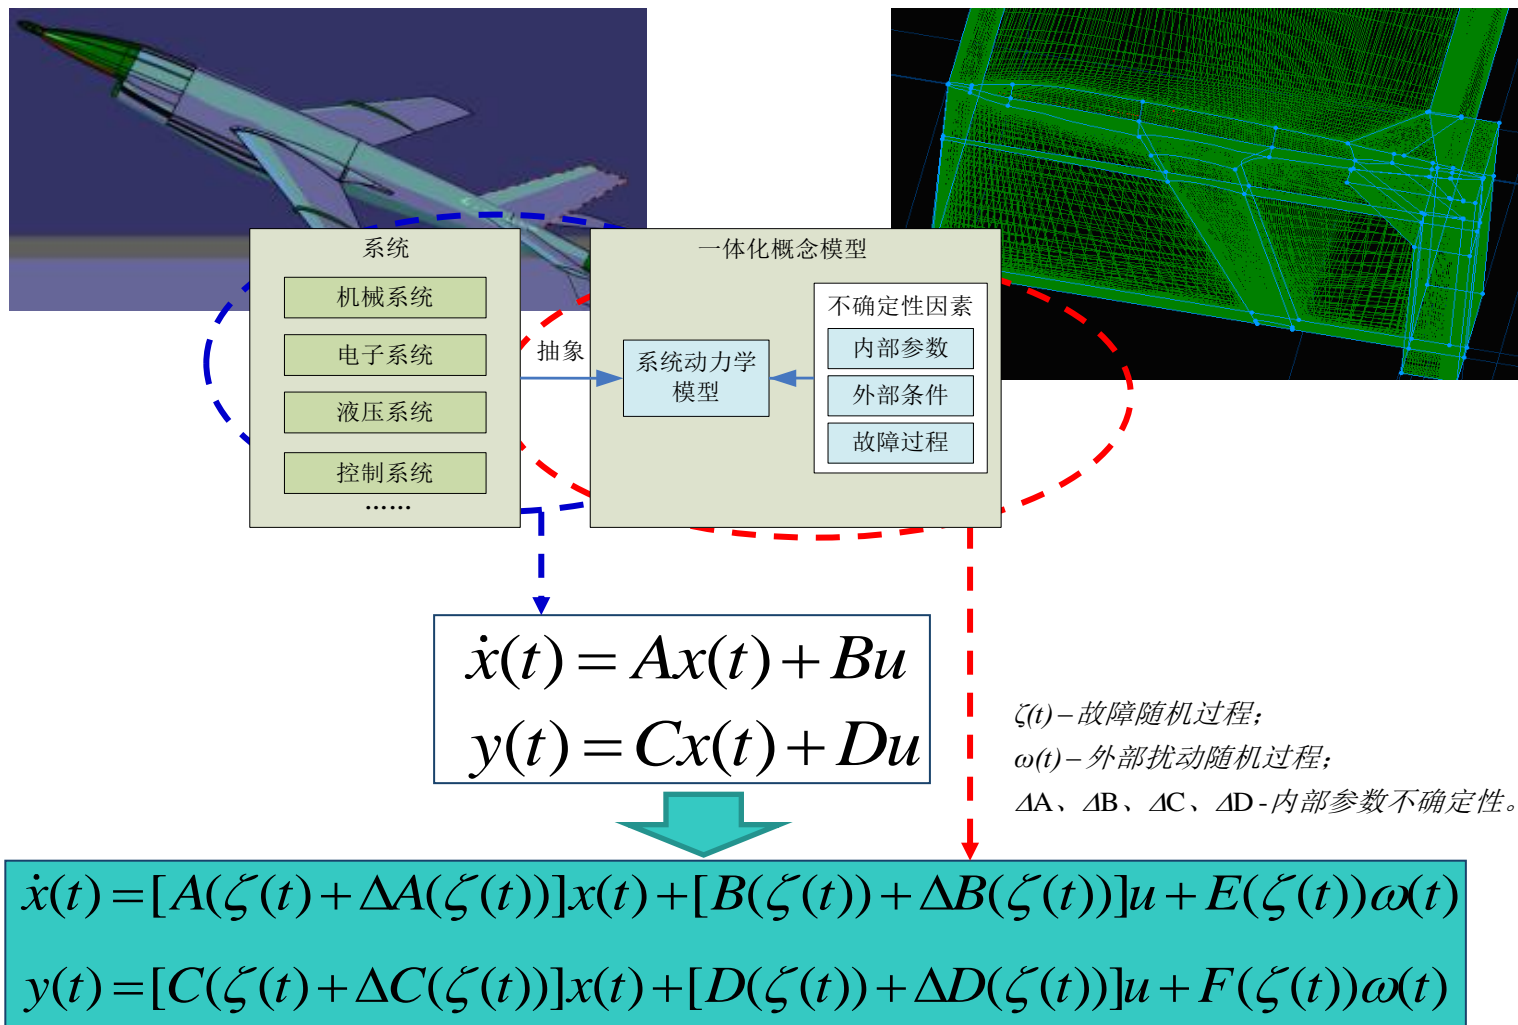 系统
机械系统
电子系统
液压系统
控制系统
……
抽象
一体化概念模型
系统动力学
模型
不确定性因素
内部参数
外部条件
故障过程
ẋ(t) = Ax(t) + Bu
y(t) = Cx(t) + Du
ζ(t) – 故障随机过程；
ω(t) – 外部扰动随机过程；
ΔA、ΔB、ΔC、ΔD - 内部参数不确定性。
ẋ(t) = [A(ζ(t) + ΔA(ζ(t))]x(t) + [B(ζ(t)) + ΔB(ζ(t))]u + E(ζ(t))ω(t)
y(t) = [C(ζ(t) + ΔC(ζ(t))]x(t) + [D(ζ(t)) + ΔD(ζ(t))]u + F(ζ(t))ω(t)